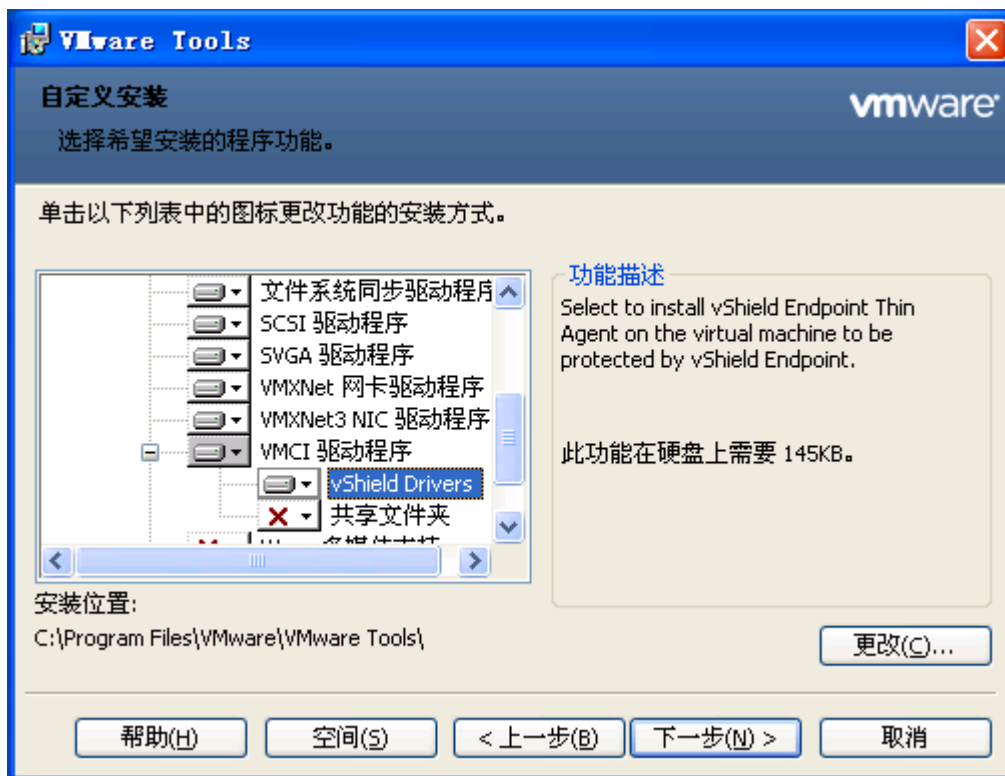 VMware Tools
自定义安装
vmware
选择希望安装的程序功能。
单击以下列表中的图标更改功能的安装方式。
文件系统同步驱动程序
SCSI 驱动程序
SVGA 驱动程序
VMXNet 网卡驱动程序
VMXNet3 NIC 驱动程序
VMCI 驱动程序
vShield Drivers
共享文件夹
功能描述
Select to install vShield Endpoint Thin
Agent on the virtual machine to be
protected by vShield Endpoint.
此功能在硬盘上需要 145KB。
安装位置:
C:\Program Files\VMware\VMware Tools\
更改(C)...
帮助(H)
空间(S)
< 上一步(B)
下一步(N) >
取消